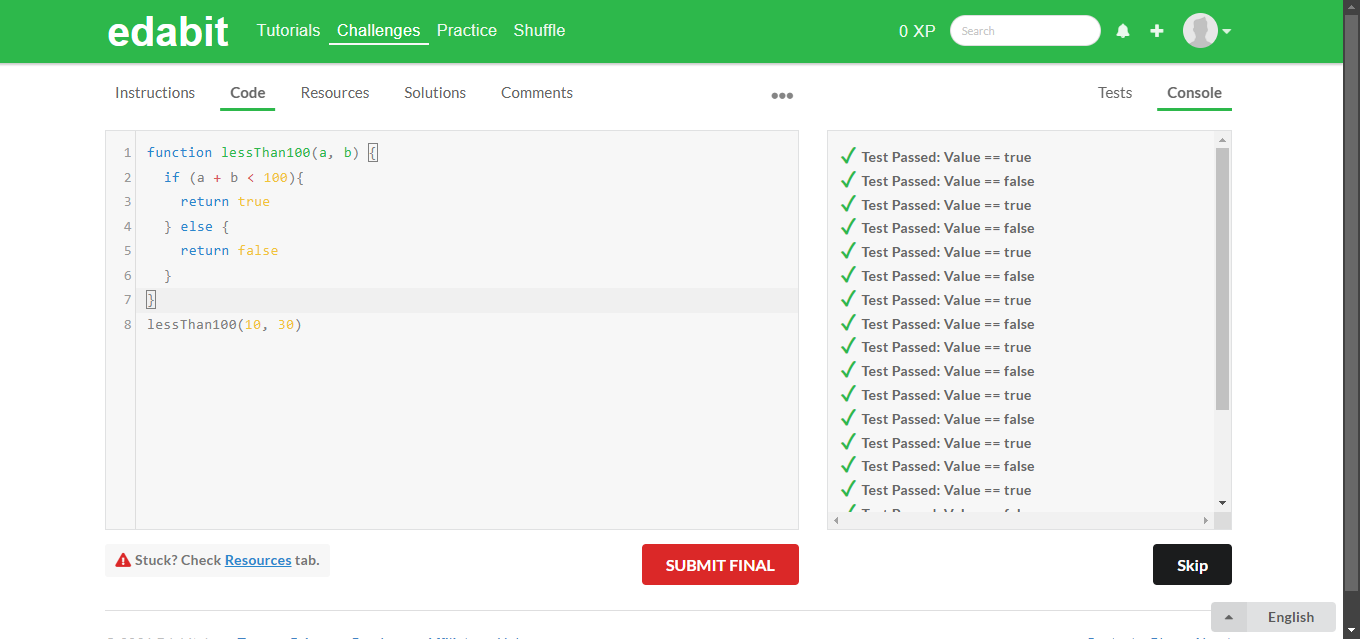 edabit Tutorials Challenges Practice Shuffle 0 XP Search
Instructions Code Resources Solutions Comments ••• Tests Console
1 function lessThan100(a, b) {
2 if (a + b < 100){
3 return true
4 } else {
5 return false
6 }
7 }
8 lessThan100(10, 30)
Test Passed: Value == true
Test Passed: Value == false
Test Passed: Value == true
Test Passed: Value == false
Test Passed: Value == true
Test Passed: Value == false
Test Passed: Value == true
Test Passed: Value == false
Test Passed: Value == true
Test Passed: Value == false
Test Passed: Value == true
Test Passed: Value == false
Test Passed: Value == true
Test Passed: Value == false
Test Passed: Value == true
Stuck? Check Resources tab.
SUBMIT FINAL
Skip
English